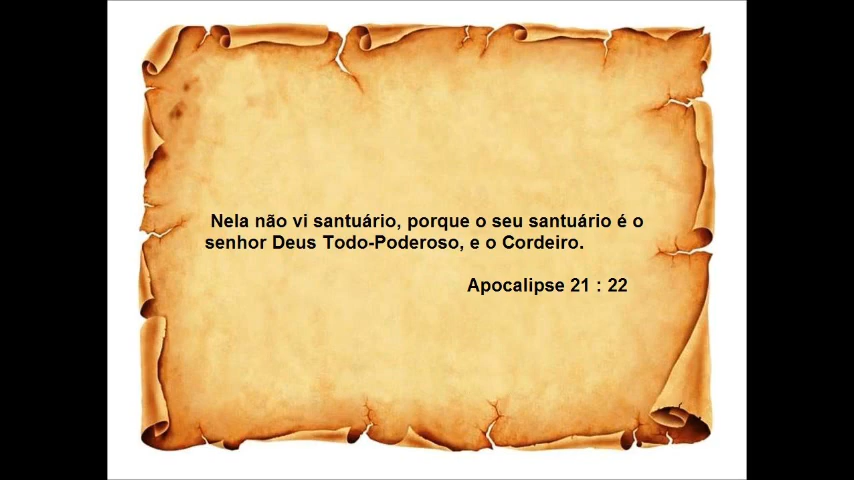 Nela não vi santuário, porque o seu santuário é o
senhor Deus Todo-Poderoso, e o Cordeiro.
Apocalipse 21 : 22